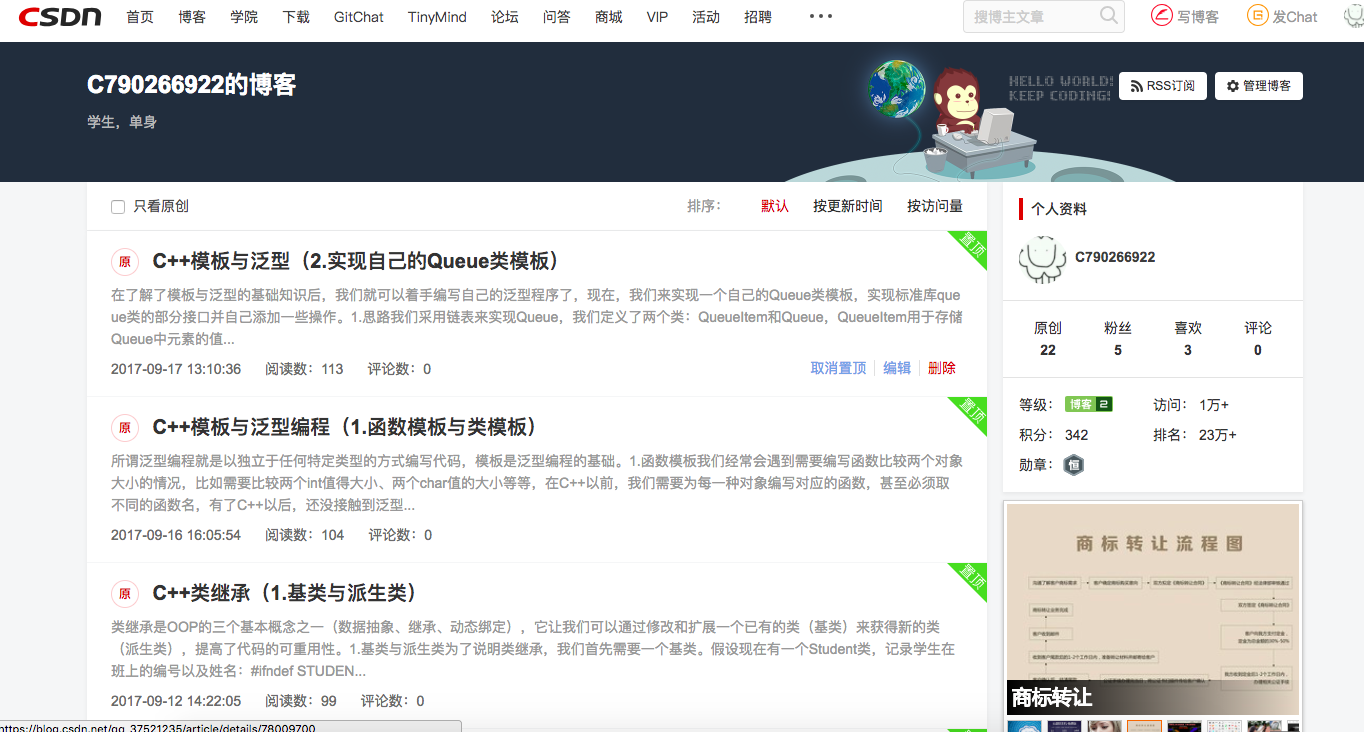 CSDN 首页 博客 学院 下载 GitChat TinyMind 论坛 问答 商城 VIP 活动 招聘 ••• 搜博主文章 写博客 发Chat
C790266922的博客
学生，单身
HELLO WORLD!
KEEP CODING!
RSS订阅 管理博客
只看原创 排序： 默认 按更新时间 按访问量
置顶
原 C++模板与泛型（2.实现自己的Queue类模板）
在了解了模板与泛型的基础知识后，我们就可以着手编写自己的泛型程序了，现在，我们来实现一个自己的Queue类模板，实现标准库que
ue类的部分接口并自己添加一些操作。1.思路我们采用链表来实现Queue，我们定义了两个类：QueueItem和Queue，QueueItem用于存储
Queue中元素的值...
2017-09-17 13:10:36 阅读数：113 评论数：0 取消置顶 编辑 删除
置顶
原 C++模板与泛型编程（1.函数模板与类模板）
所谓泛型编程就是以独立于任何特定类型的方式编写代码，模板是泛型编程的基础。1.函数模板我们经常会遇到需要编写函数比较两个对象
大小的情况，比如需要比较两个int值得大小、两个char值的大小等等，在C++以前，我们需要为每一种对象编写对应的函数，甚至必须取
不同的函数名，有了C++以后，还没接触到泛型...
2017-09-16 16:05:54 阅读数：104 评论数：0
置顶
原 C++类继承（1.基类与派生类）
类继承是OOP的三个基本概念之一（数据抽象、继承、动态绑定），它让我们可以通过修改和扩展一个已有的类（基类）来获得新的类
（派生类），提高了代码的可重用性。1.基类与派生类为了说明类继承，我们首先需要一个基类。假设现在有一个Student类，记录学生在
班上的编号以及姓名：#ifndef STUDEN...
2017-09-12 14:22:05 阅读数：99 评论数：0
https://blog.csdn.net/qq_37521235/article/details/78009700
个人资料
C790266922
原创 粉丝 喜欢 评论
22 5 3 0
等级： 博客 2 访问： 1万+
积分： 342 排名： 23万+
勋章： 恒
商标转让流程图
商标转让